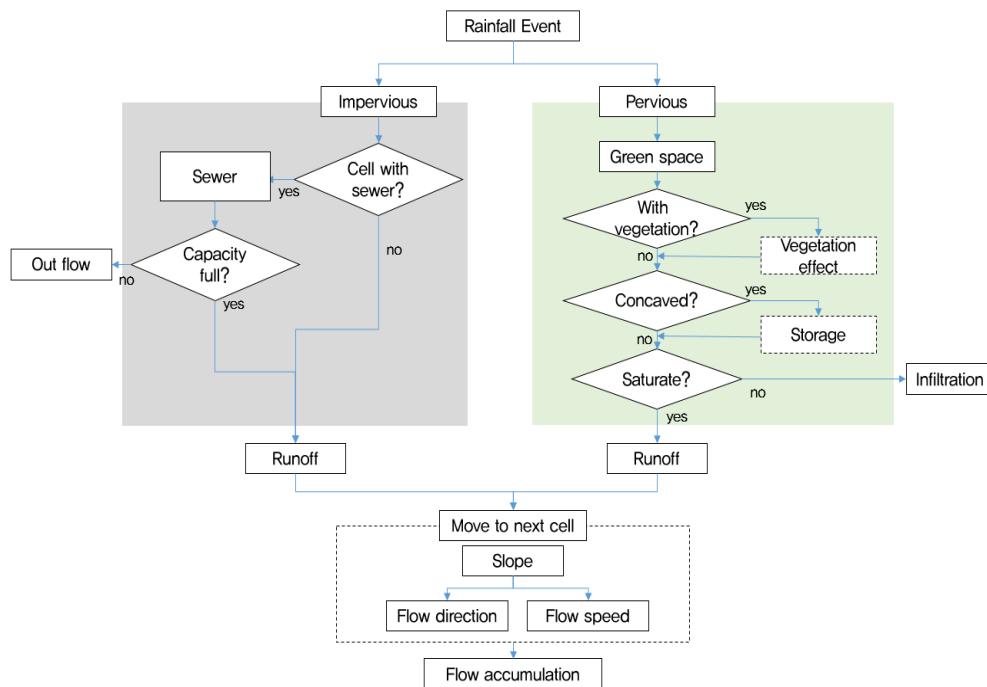 Rainfall Event
Impervious
Pervious
Cell with
sewer?
Sewer
yes
no
Capacity
full?
Out flow
no
yes
Green space
With
vegetation?
yes
no
Vegetation
effect
Concaved?
yes
no
Storage
Saturate?
no
Infiltration
yes
Runoff
Runoff
Move to next cell
Slope
Flow direction
Flow speed
Flow accumulation